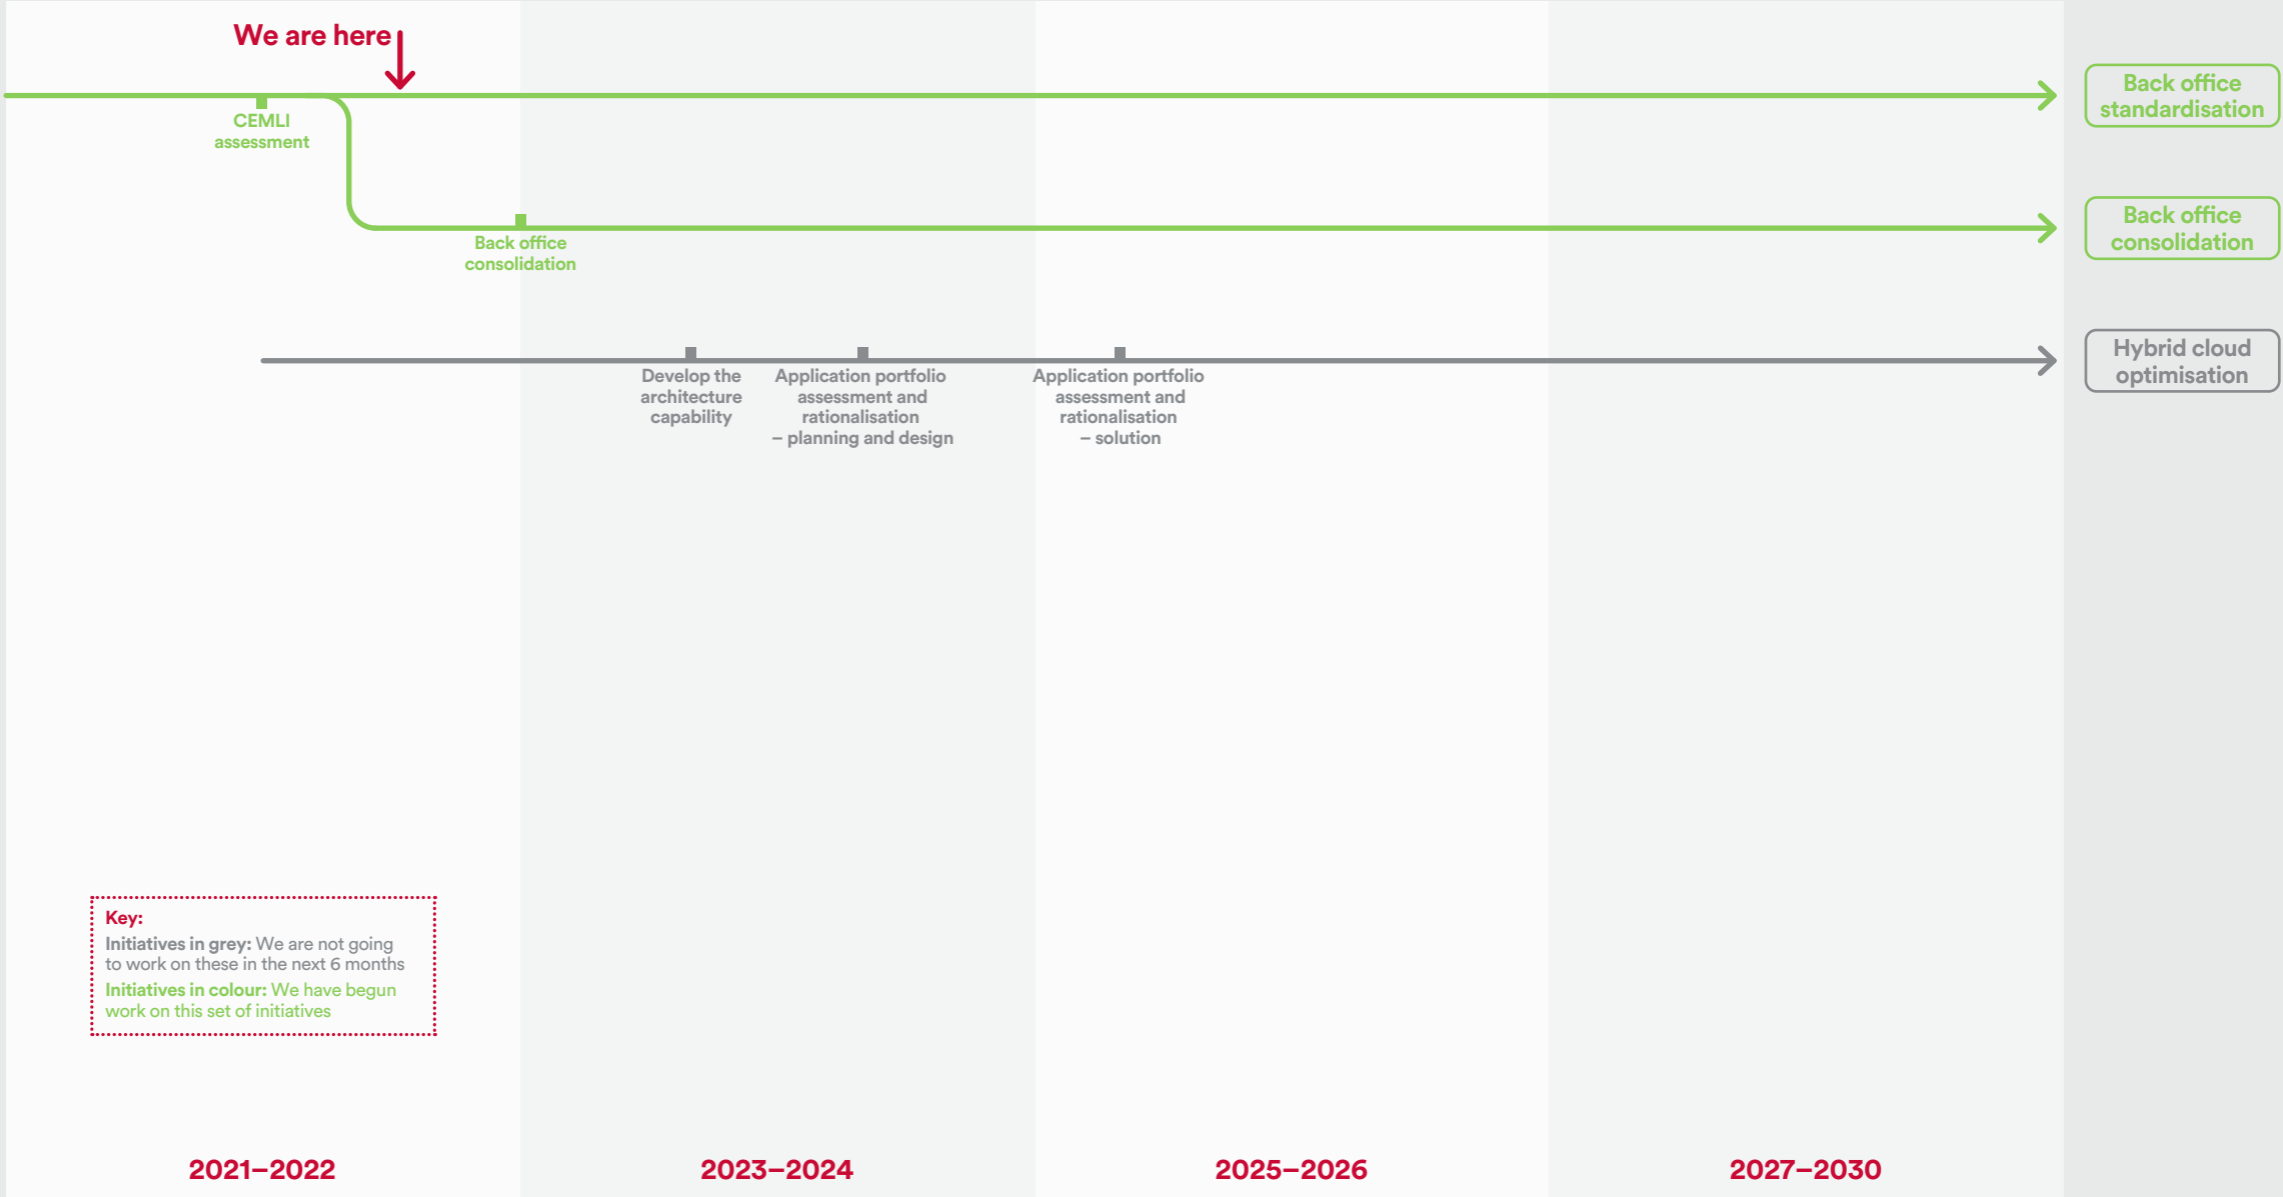 We are here
Back office
standardisation
CEMLI
assessment
Back office
consolidation
Back office
consolidation
Hybrid cloud
optimisation
Develop the
architecture
capability
Application portfolio
assessment and
rationalisation
– planning and design
Application portfolio
assessment and
rationalisation
– solution
Key:
Initiatives in grey: We are not going
to work on these in the next 6 months
Initiatives in colour: We have begun
work on this set of initiatives
2021–2022
2023–2024
2025–2026
2027–2030